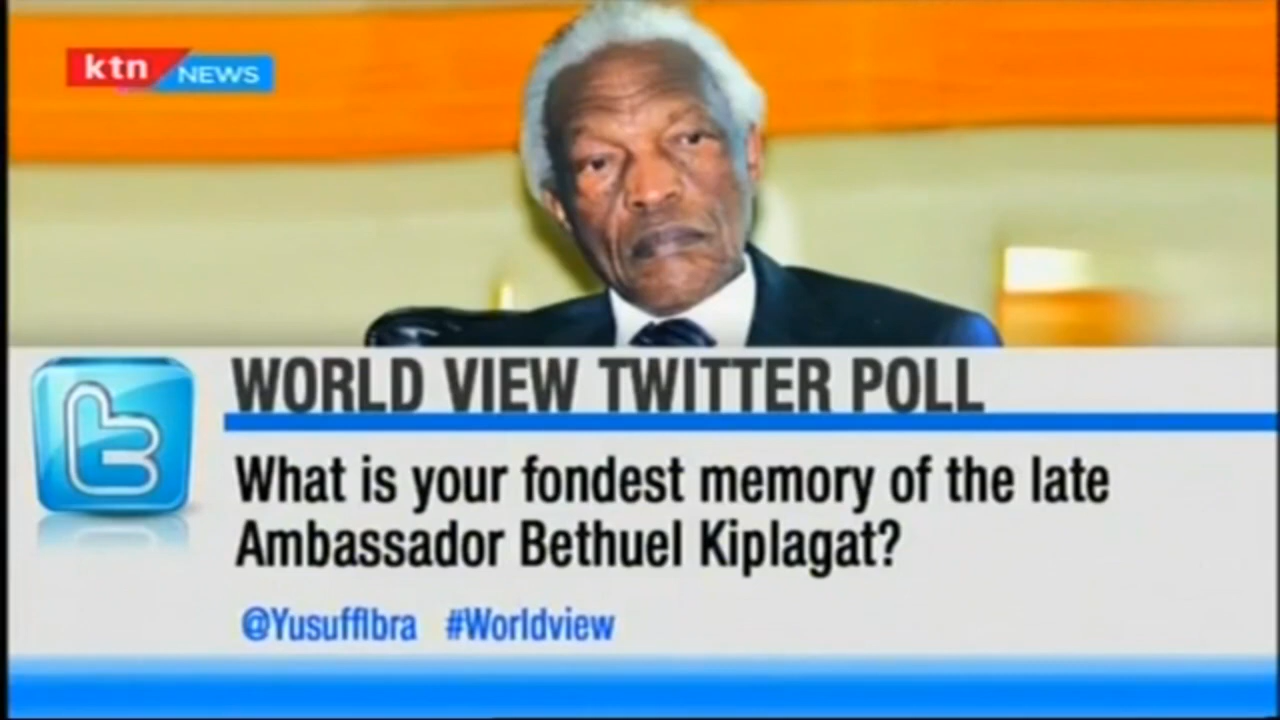 ktn NEWS
WORLD VIEW TWITTER POLL
What is your fondest memory of the late
Ambassador Bethuel Kiplagat?
@YusuffIbra #Worldview